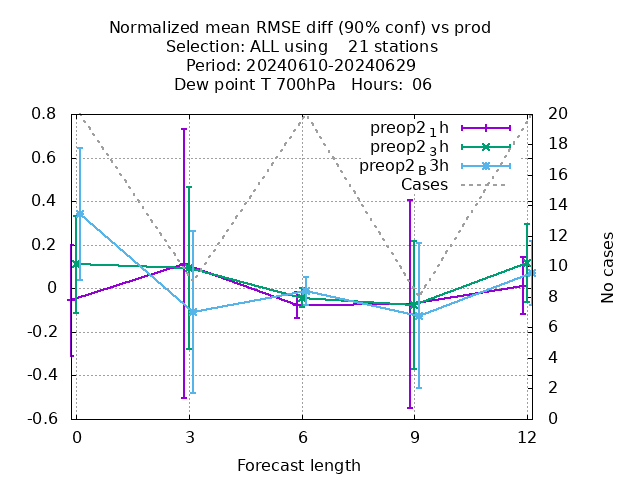 Normalized mean RMSE diff (90% conf) vs prod
Selection: ALL using    21 stations
Period: 20240610-20240629
Dew point T 700hPa   Hours:  06
preop2 1h
preop2 3h
preop2 B3h
Cases
0.8
0.6
0.4
0.2
0
-0.2
-0.4
-0.6
20
18
16
14
12
10
8
6
4
2
0
No cases
0 3 6 9 12
Forecast length